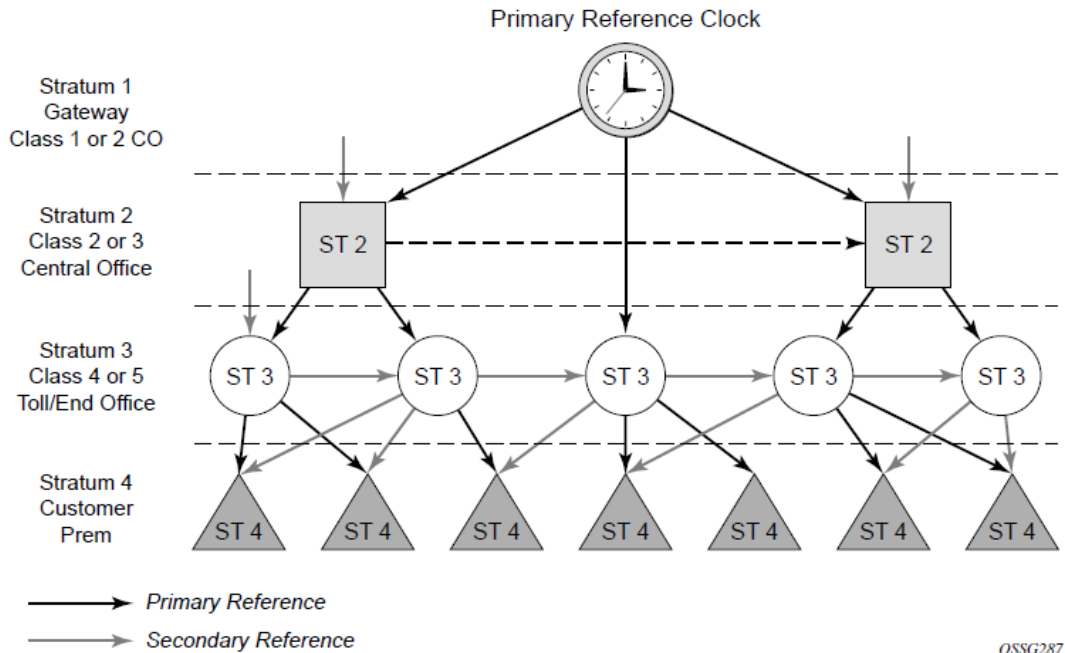 Primary Reference Clock
Stratum 1
Gateway
Class 1 or 2 CO
Stratum 2
Class 2 or 3
Central Office
ST 2
ST 2
Stratum 3
Class 4 or 5
Toll/End Office
ST 3
ST 3
ST 3
ST 3
ST 3
Stratum 4
Customer
Prem
ST 4
ST 4
ST 4
ST 4
ST 4
ST 4
ST 4
Primary Reference
Secondary Reference
OSSG287